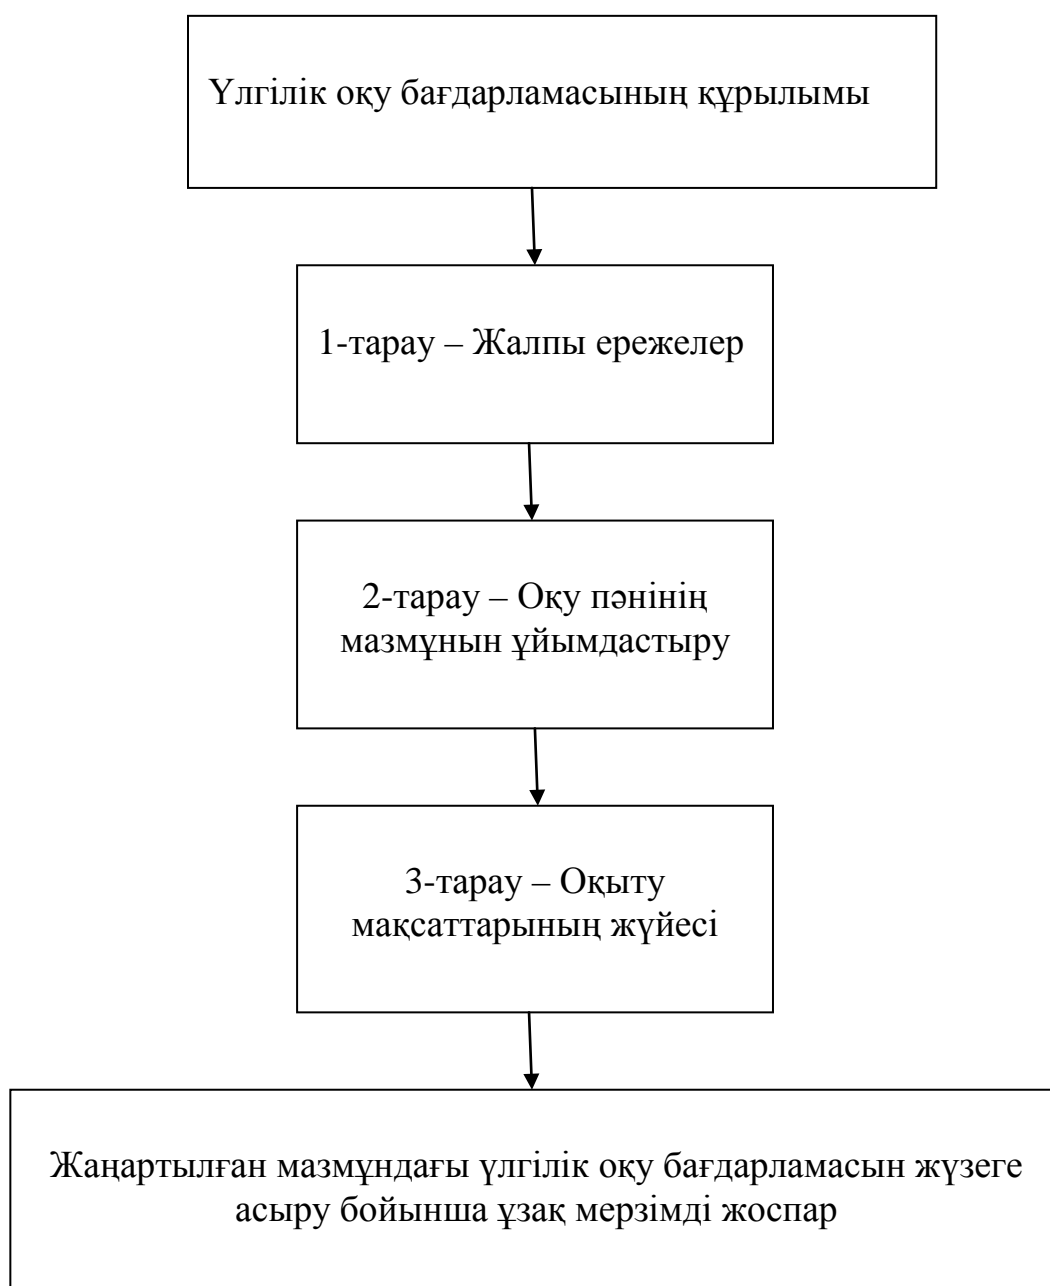 Үлгілік оқу бағдарламасының құрылымы
1-тарау – Жалпы ережелер
2-тарау – Оқу пәнінің
мазмұнын ұйымдастыру
3-тарау – Оқыту
мақсаттарының жүйесі
Жаңартылған мазмұндағы үлгілік оқу бағдарламасын жүзеге
асыру бойынша ұзақ мерзімді жоспар